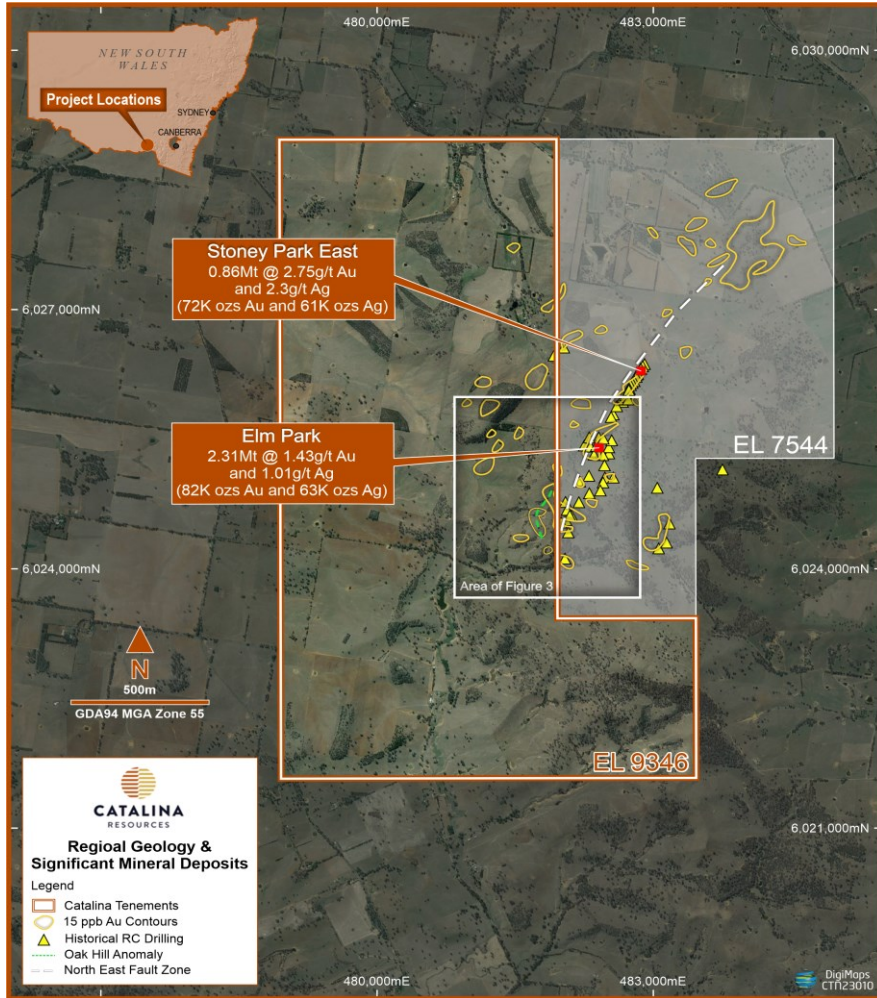 480,000mE
483,000mE
6,030,000mN
NEW SOUTH
WALES
Project Locations
SYDNEY
CANBERRA
Stoney Park East
0.86Mt @ 2.75g/t Au
and 2.3g/t Ag
(72K ozs Au and 61K ozs Ag)
6,027,000mN
6,027,000mN
Elm Park
2.31Mt @ 1.43g/t Au
and 1.01g/t Ag
(82K ozs Au and 63K ozs Ag)
EL 7544
6,024,000mN
6,024,000mN
Area of Figure 3
N
500m
GDA94 MGA Zone 55
EL 9346
CATALINA
RESOURCES
Regioal Geology &
Significant Mineral Deposits
Legend
Catalina Tenements
15 ppb Au Contours
Historical RC Drilling
Oak Hill Anomaly
North East Fault Zone
6,021,000mN
480,000mE
483,000mE
DigiMaps
CTN23010